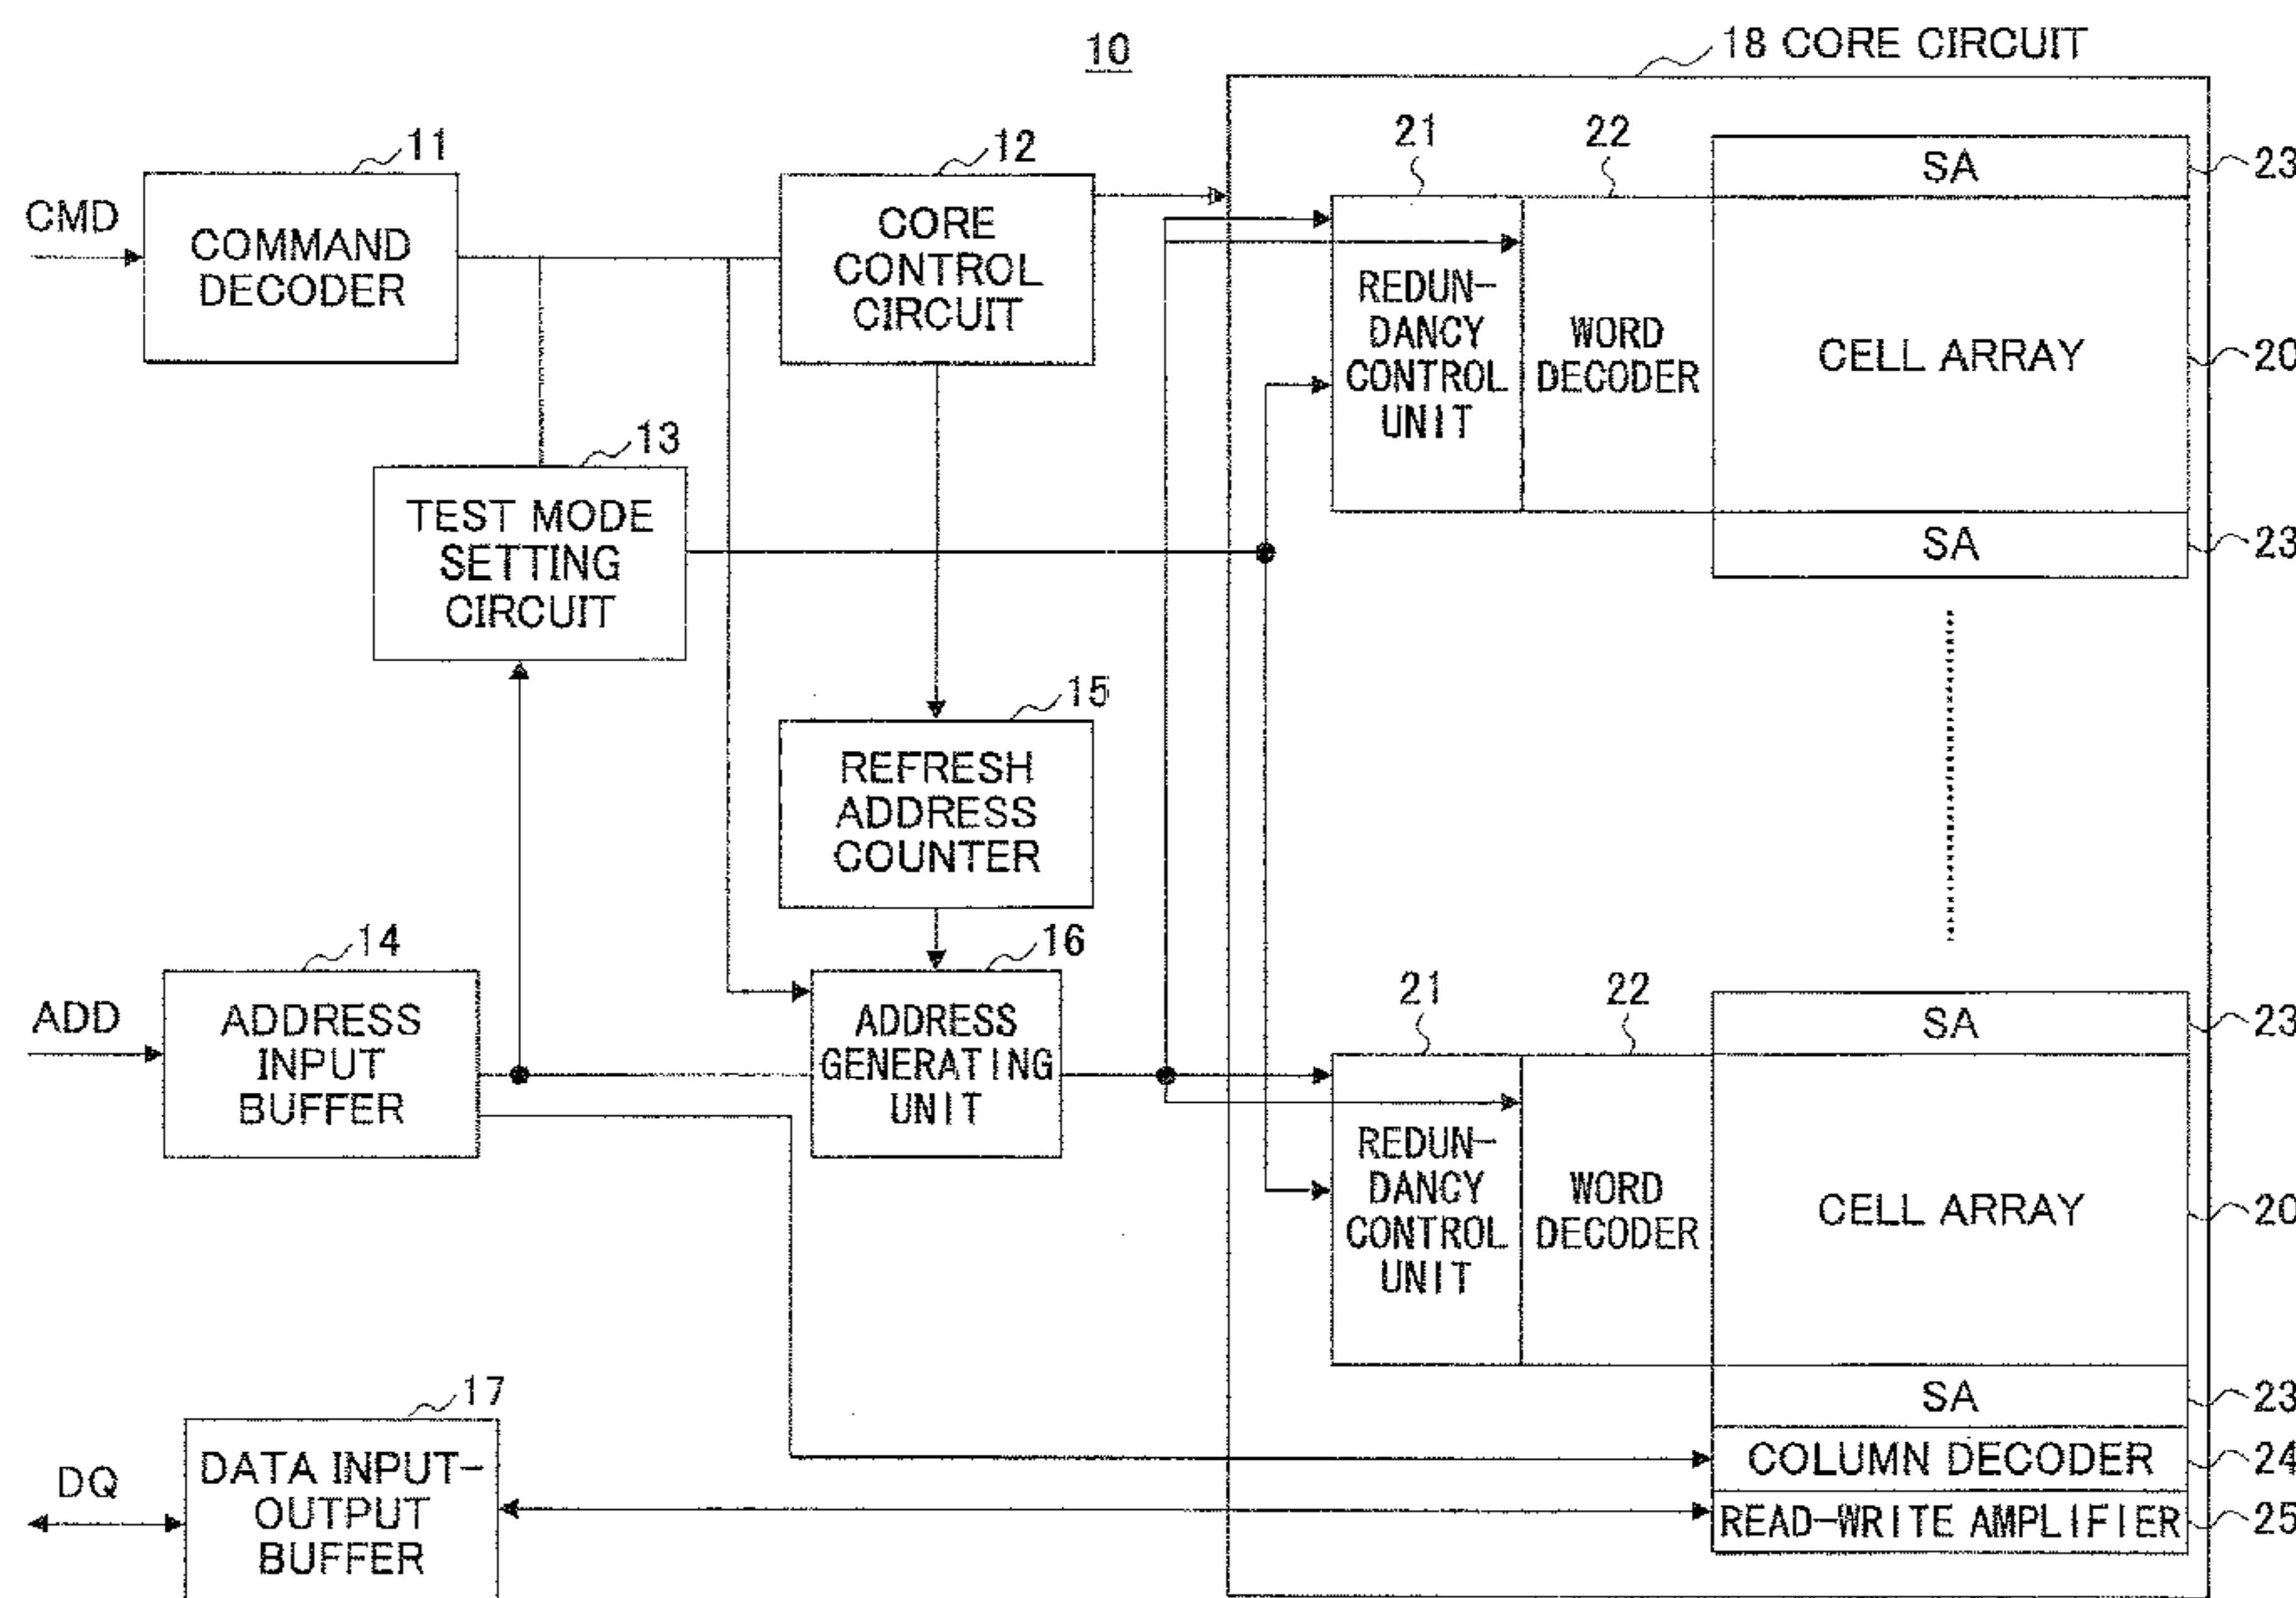 10
18 CORE CIRCUIT
11
CMD
COMMAND
DECODER
12
CORE
CONTROL
CIRCUIT
13
TEST MODE
SETTING
CIRCUIT
15
REFRESH
ADDRESS
COUNTER
14
ADD
ADDRESS
INPUT
BUFFER
16
ADDRESS
GENERATING
UNIT
17
DQ
DATA INPUT-
OUTPUT
BUFFER
21
22
REDUN-
DANCY
CONTROL
UNIT
WORD
DECODER
SA
23
CELL ARRAY
20
SA
23
21
22
REDUN-
DANCY
CONTROL
UNIT
WORD
DECODER
SA
23
CELL ARRAY
20
SA
23
COLUMN DECODER
24
READ-WRITE AMPLIFIER
25